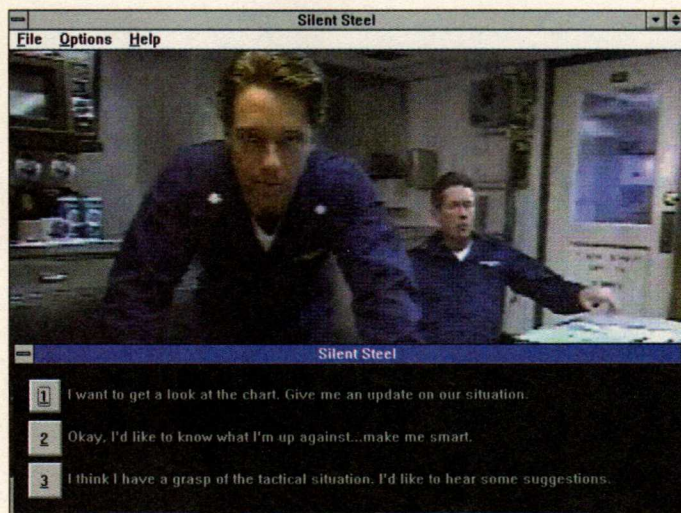 Silent Steel
File Options Help
Silent Steel
1 I want to get a look at the chart. Give me an update on our situation.
2 Okay, I'd like to know what I'm up against...make me smart.
3 I think I have a grasp of the tactical situation. I'd like to hear some suggestions.